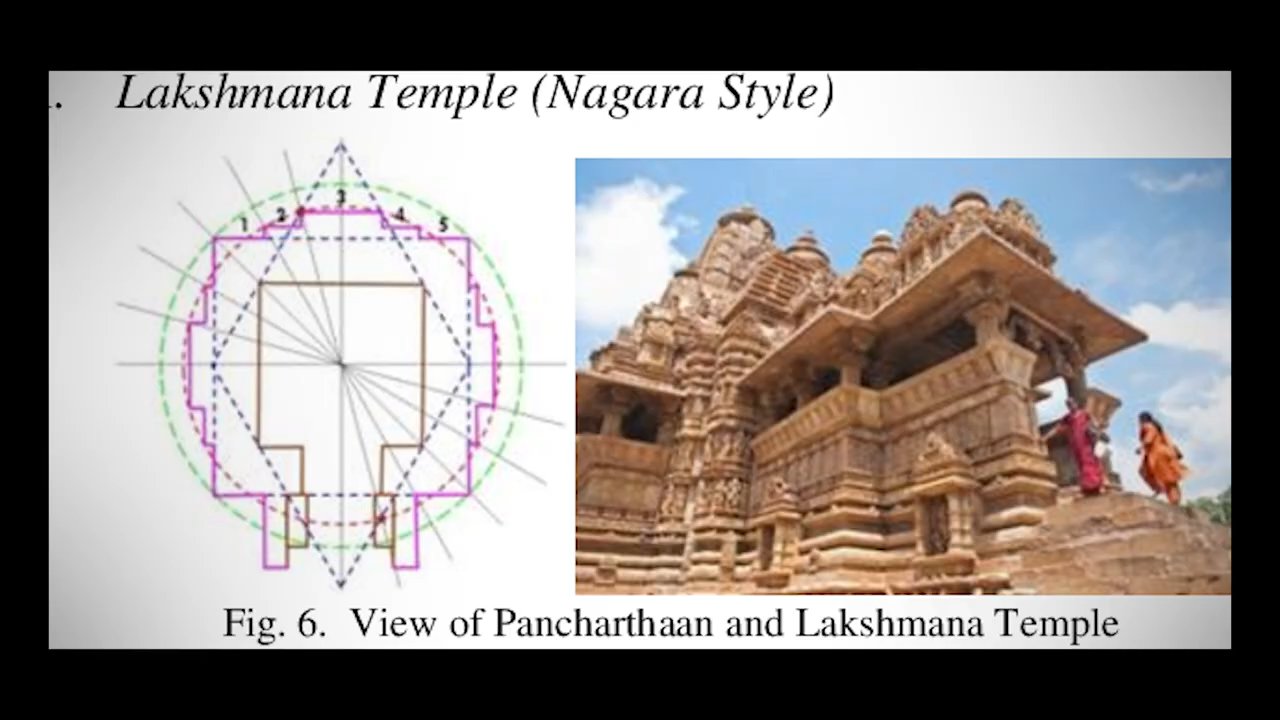 . Lakshmana Temple (Nagara Style)
3
2 4
1 5
Fig. 6. View of Pancharthaan and Lakshmana Temple